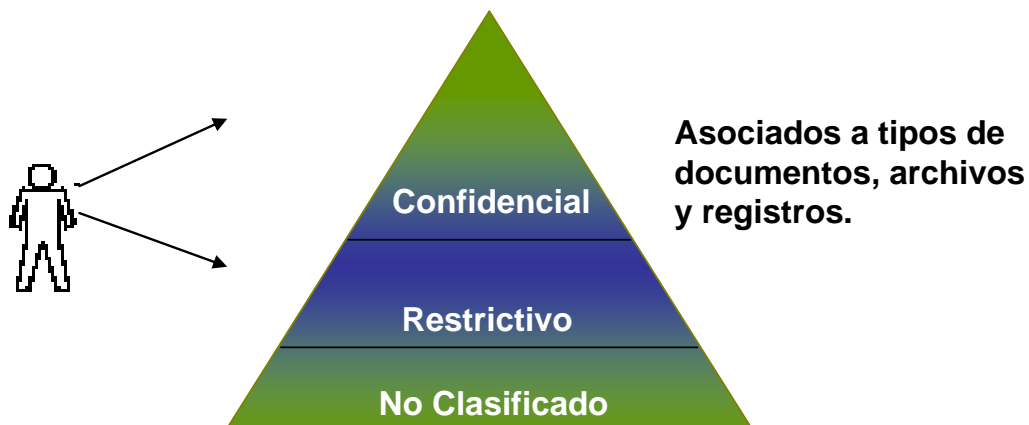 Confidencial
Restrictivo
No Clasificado
Asociados a tipos de
documentos, archivos
y registros.